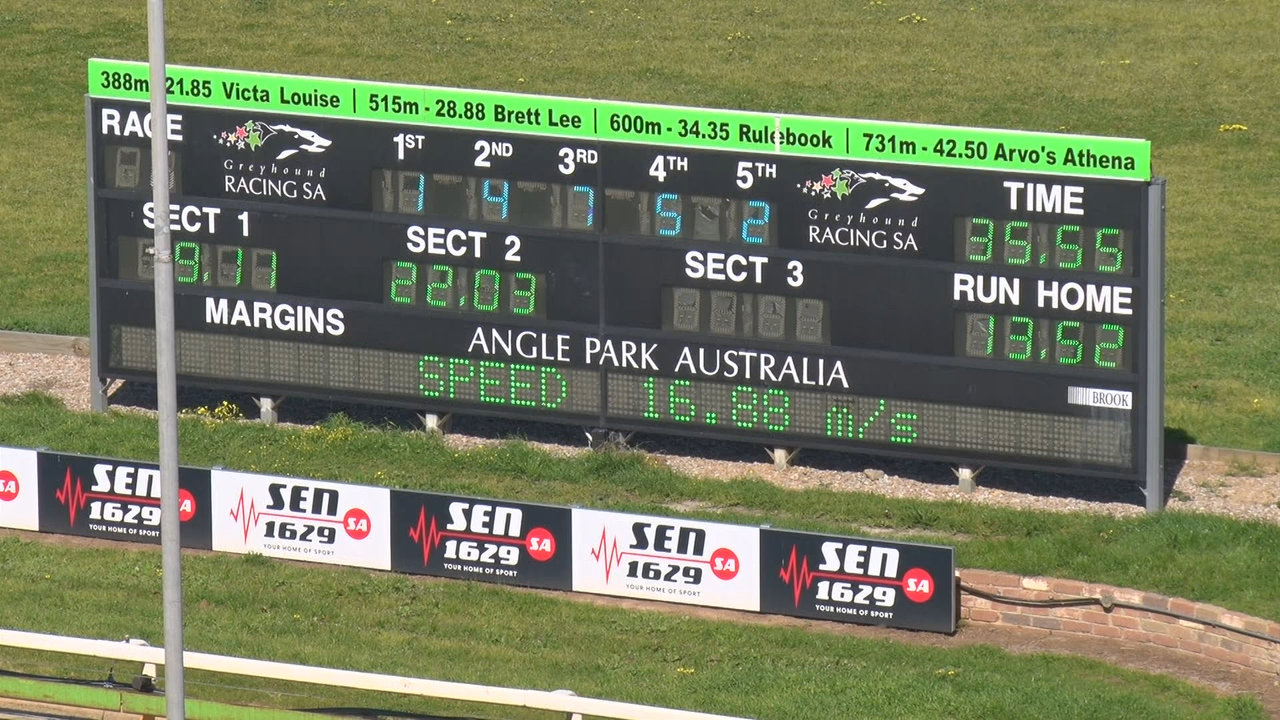 388m 21.85 Victa Louise | 515m - 28.88 Brett Lee | 600m - 34.35 Rulebook | 731m - 42.50 Arvo's Athena
RACE
Greyhound
RACING SA
1ST 2ND 3RD 4TH 5TH
1 4 7 5 2
Greyhound
RACING SA
TIME
35.55
SECT 1
9.11
SECT 2
22.03
SECT 3
RUN HOME
13.52
MARGINS
ANGLE PARK AUSTRALIA
SPEED 16.88 m/s
BROOK
SA
SEN
1629 SA
YOUR HOME OF SPORT
SEN
1629 SA
YOUR HOME OF SPORT
SEN
1629 SA
YOUR HOME OF SPORT
SEN
1629 SA
YOUR HOME OF SPORT
SEN
1629 SA
YOUR HOME OF SPORT